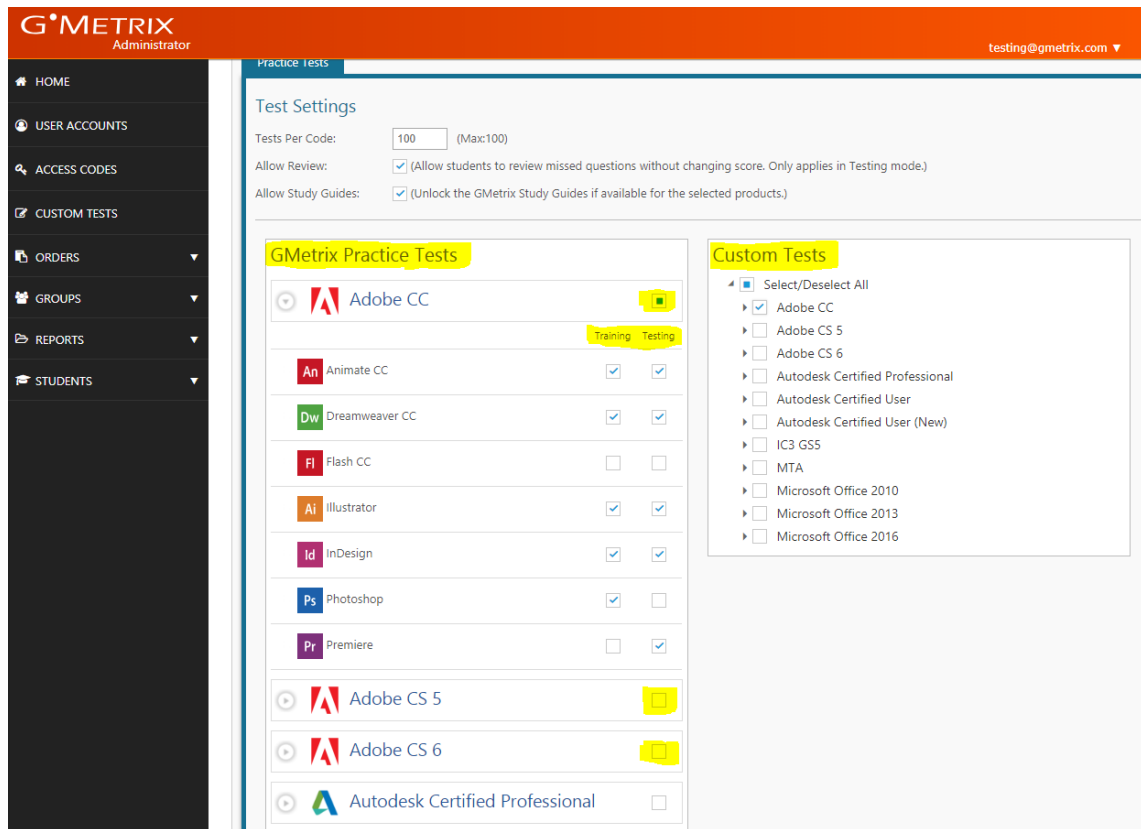 G*METRIX
Administrator
testing@gmetrix.com ▼
HOME
USER ACCOUNTS
ACCESS CODES
CUSTOM TESTS
ORDERS
GROUPS
REPORTS
STUDENTS
Practice Tests
Test Settings
Tests Per Code: 100 (Max:100)
Allow Review: (Allow students to review missed questions without changing score. Only applies in Testing mode.)
Allow Study Guides: (Unlock the GMetrix Study Guides if available for the selected products.)
GMetrix Practice Tests
Adobe CC
Training Testing
An Animate CC
Dw Dreamweaver CC
Fl Flash CC
Ai Illustrator
Id InDesign
Ps Photoshop
Pr Premiere
Adobe CS 5
Adobe CS 6
Autodesk Certified Professional
Custom Tests
Select/Deselect All
Adobe CC
Adobe CS 5
Adobe CS 6
Autodesk Certified Professional
Autodesk Certified User
Autodesk Certified User (New)
IC3 GS5
MTA
Microsoft Office 2010
Microsoft Office 2013
Microsoft Office 2016